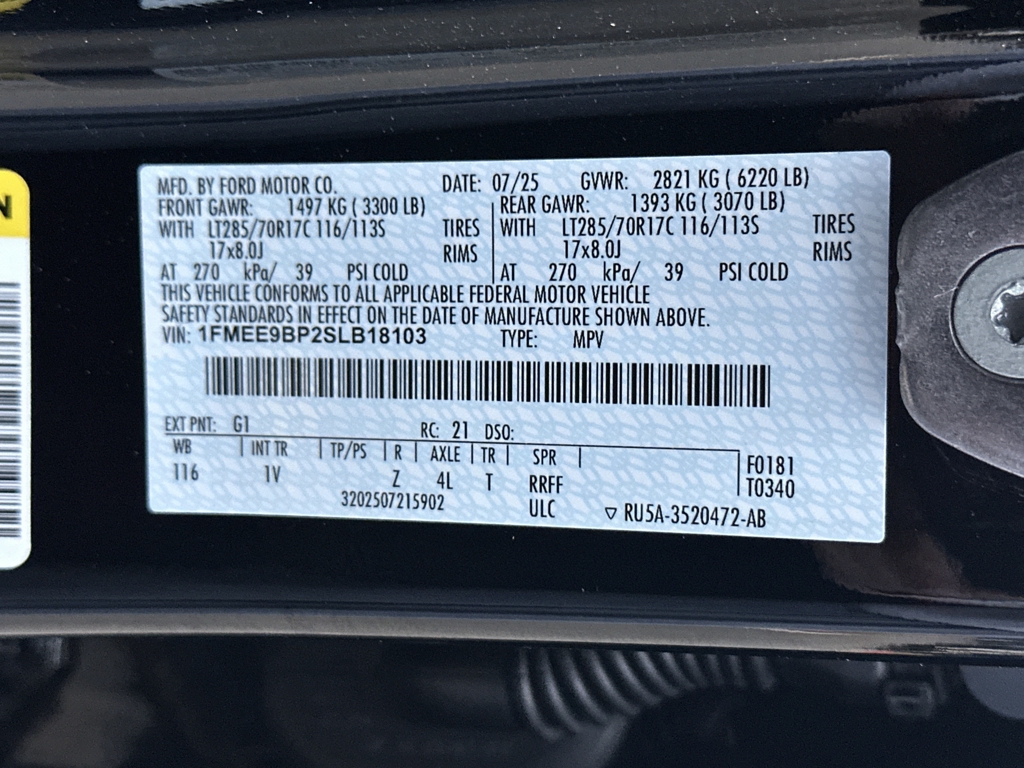 N
MFD. BY FORD MOTOR CO. DATE: 07/25 GVWR: 2821 KG ( 6220 LB)
FRONT GAWR: 1497 KG ( 3300 LB) REAR GAWR: 1393 KG ( 3070 LB)
WITH LT285/70R17C 116/113S TIRES WITH LT285/70R17C 116/113S TIRES
17x8.0J RIMS 17x8.0J RIMS
AT 270 kPa/ 39 PSI COLD AT 270 kPa/ 39 PSI COLD
THIS VEHICLE CONFORMS TO ALL APPLICABLE FEDERAL MOTOR VEHICLE
SAFETY STANDARDS IN EFFECT ON THE DATE OF MANUFACTURE SHOWN ABOVE.
VIN: 1FMEE9BP2SLB18103 TYPE: MPV
EXT PNT: G1 RC: 21 DSO:
WB INT TR TP/PS R AXLE TR SPR
116 1V Z 4L T RRFF
F0181
T0340
3202507215902 ULC ▽ RU5A-3520472-AB